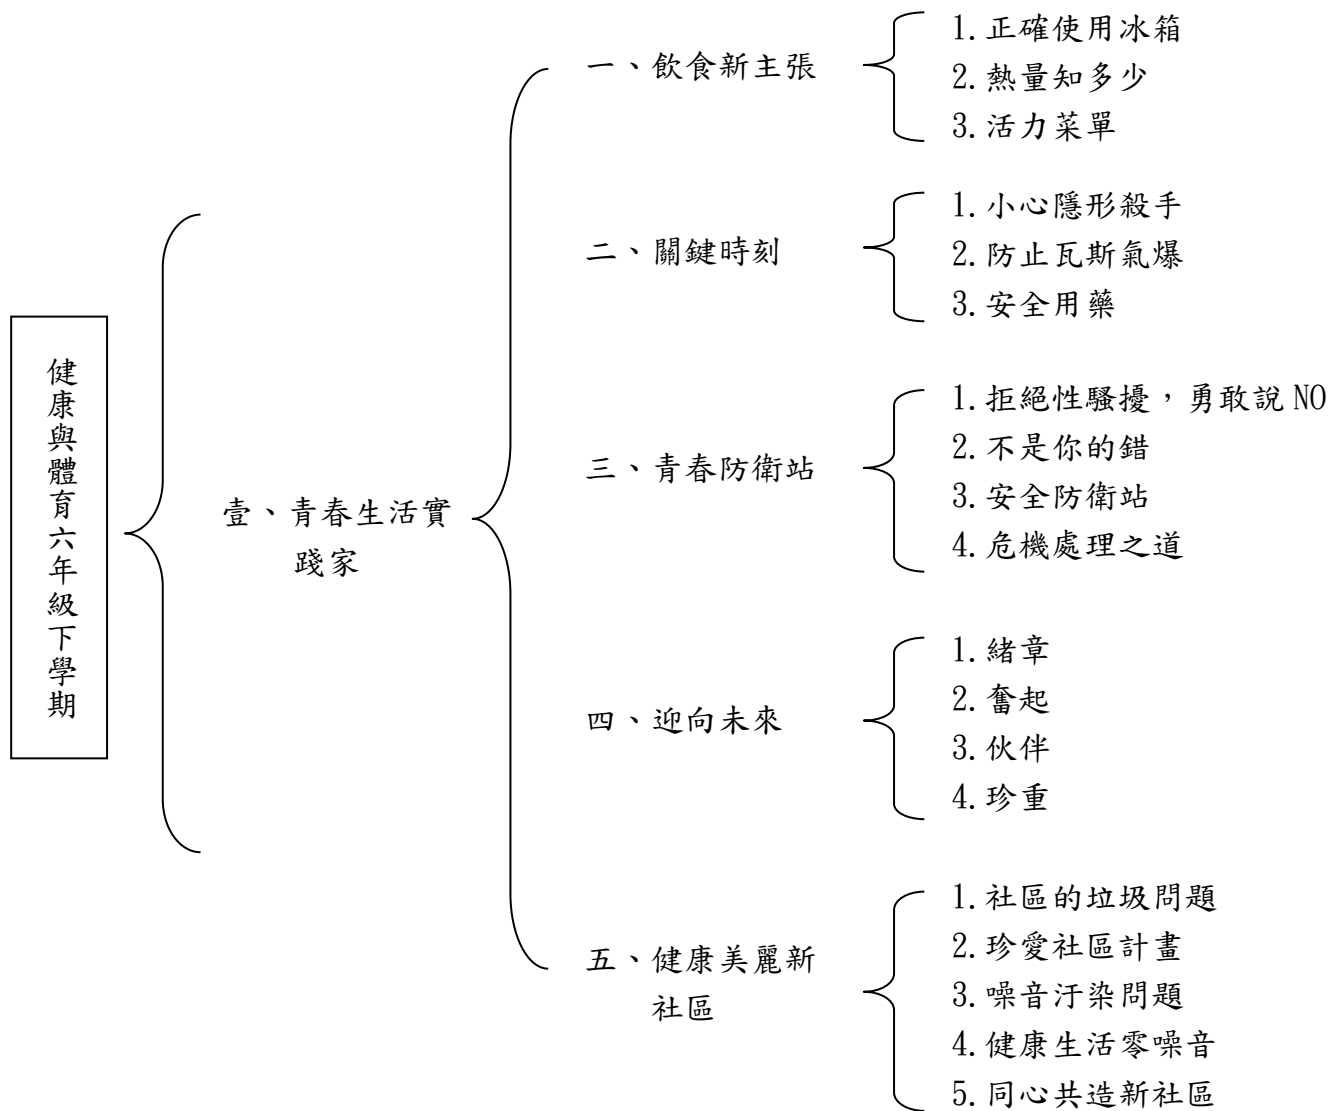 健康與體育六年級下學期
壹、青春生活實
踐家
一、飲食新主張
1.正確使用冰箱
2.熱量知多少
3.活力菜單
二、關鍵時刻
1.小心隱形殺手
2.防止瓦斯氣爆
3.安全用藥
三、青春防衛站
1.拒絕性騷擾，勇敢說 NO
2.不是你的錯
3.安全防衛站
4.危機處理之道
四、迎向未來
1.緒章
2.奮起
3.伙伴
4.珍重
五、健康美麗新
社區
1.社區的垃圾問題
2.珍愛社區計畫
3.噪音汙染問題
4.健康生活零噪音
5.同心共造新社區